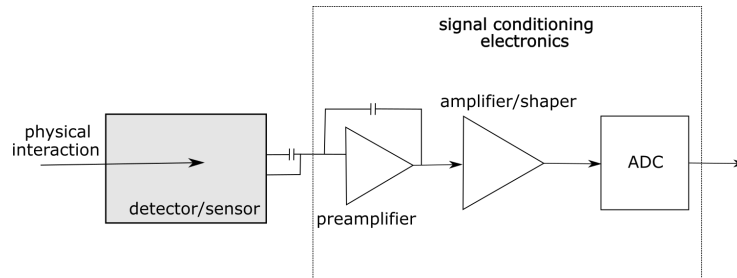 signal conditioning
electronics
amplifier/shaper
physical
interaction
ADC
detector/sensor
preamplifier